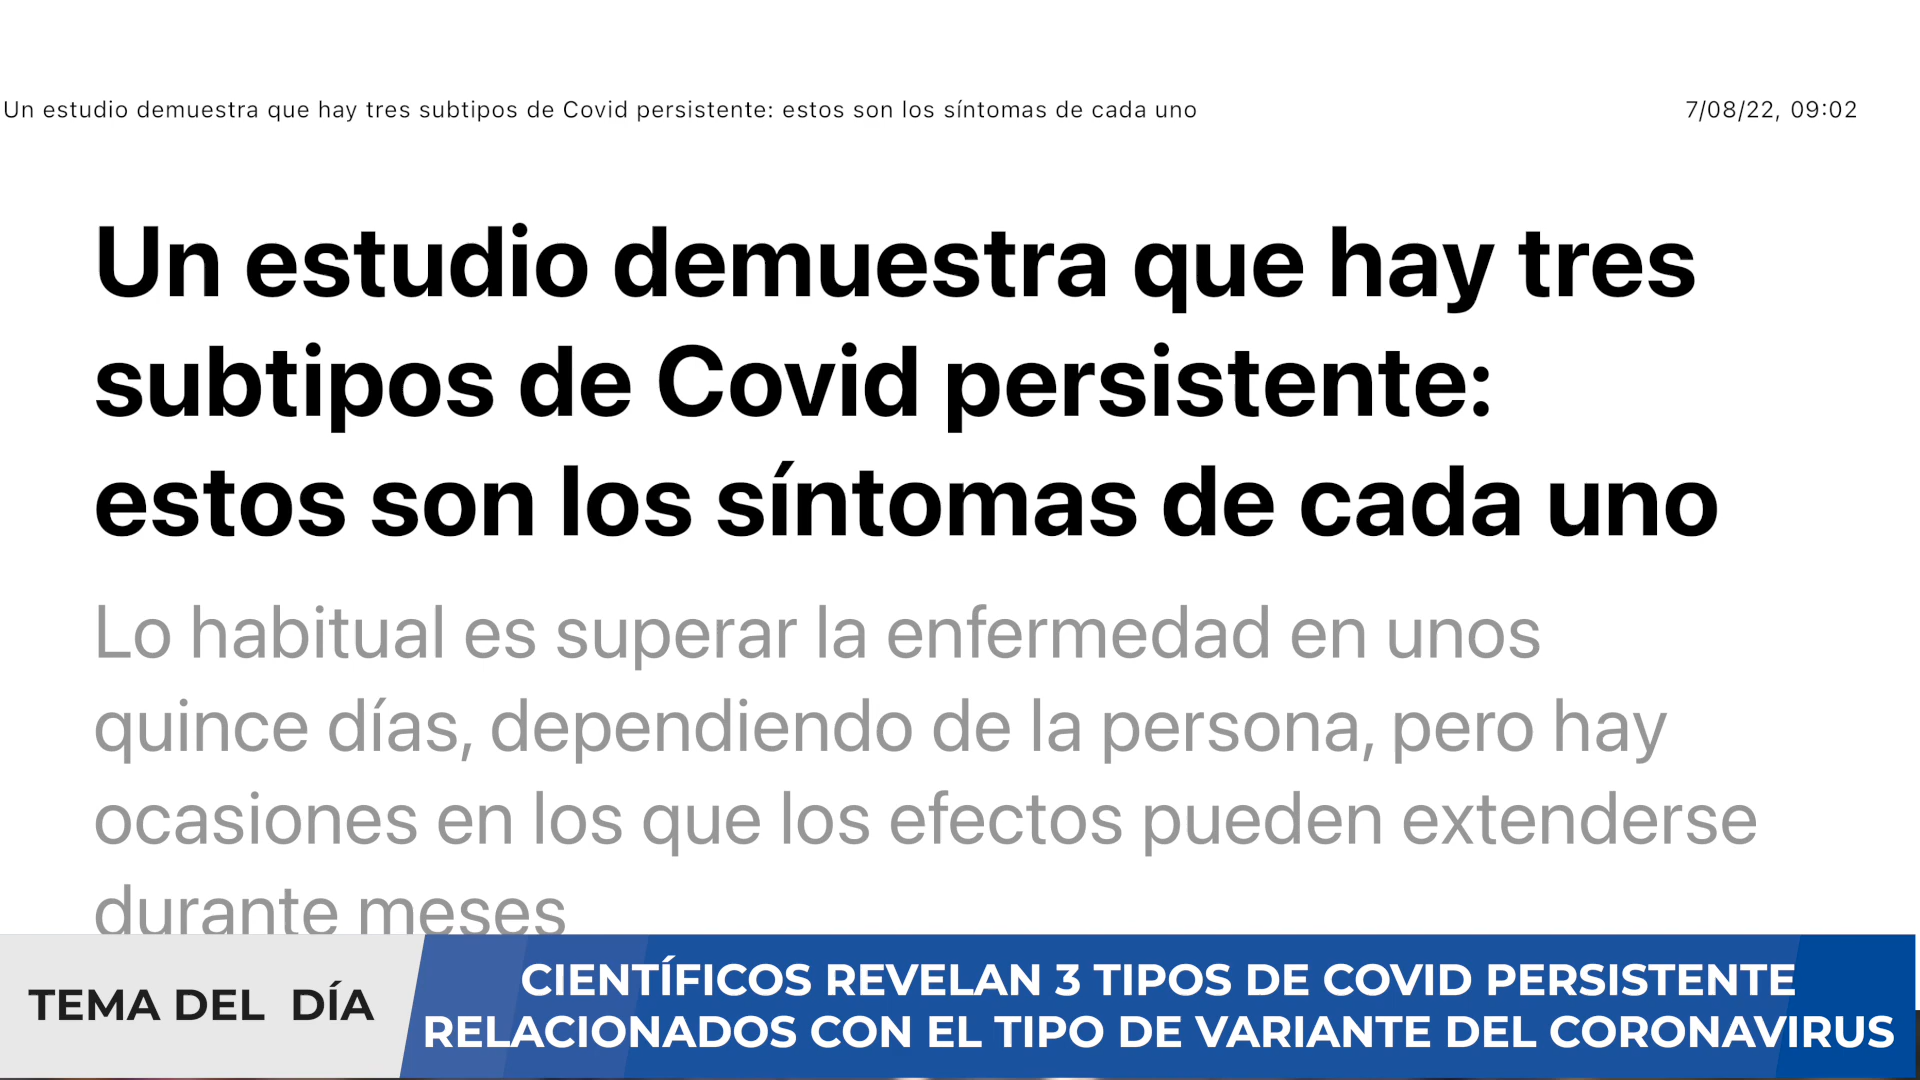 Un estudio demuestra que hay tres subtipos de Covid persistente: estos son los síntomas de cada uno
7/08/22, 09:02
Un estudio demuestra que hay tres
subtipos de Covid persistente:
estos son los síntomas de cada uno
Lo habitual es superar la enfermedad en unos
quince días, dependiendo de la persona, pero hay
ocasiones en los que los efectos pueden extenderse
durante meses
TEMA DEL DÍA
CIENTÍFICOS REVELAN 3 TIPOS DE COVID PERSISTENTE
RELACIONADOS CON EL TIPO DE VARIANTE DEL CORONAVIRUS